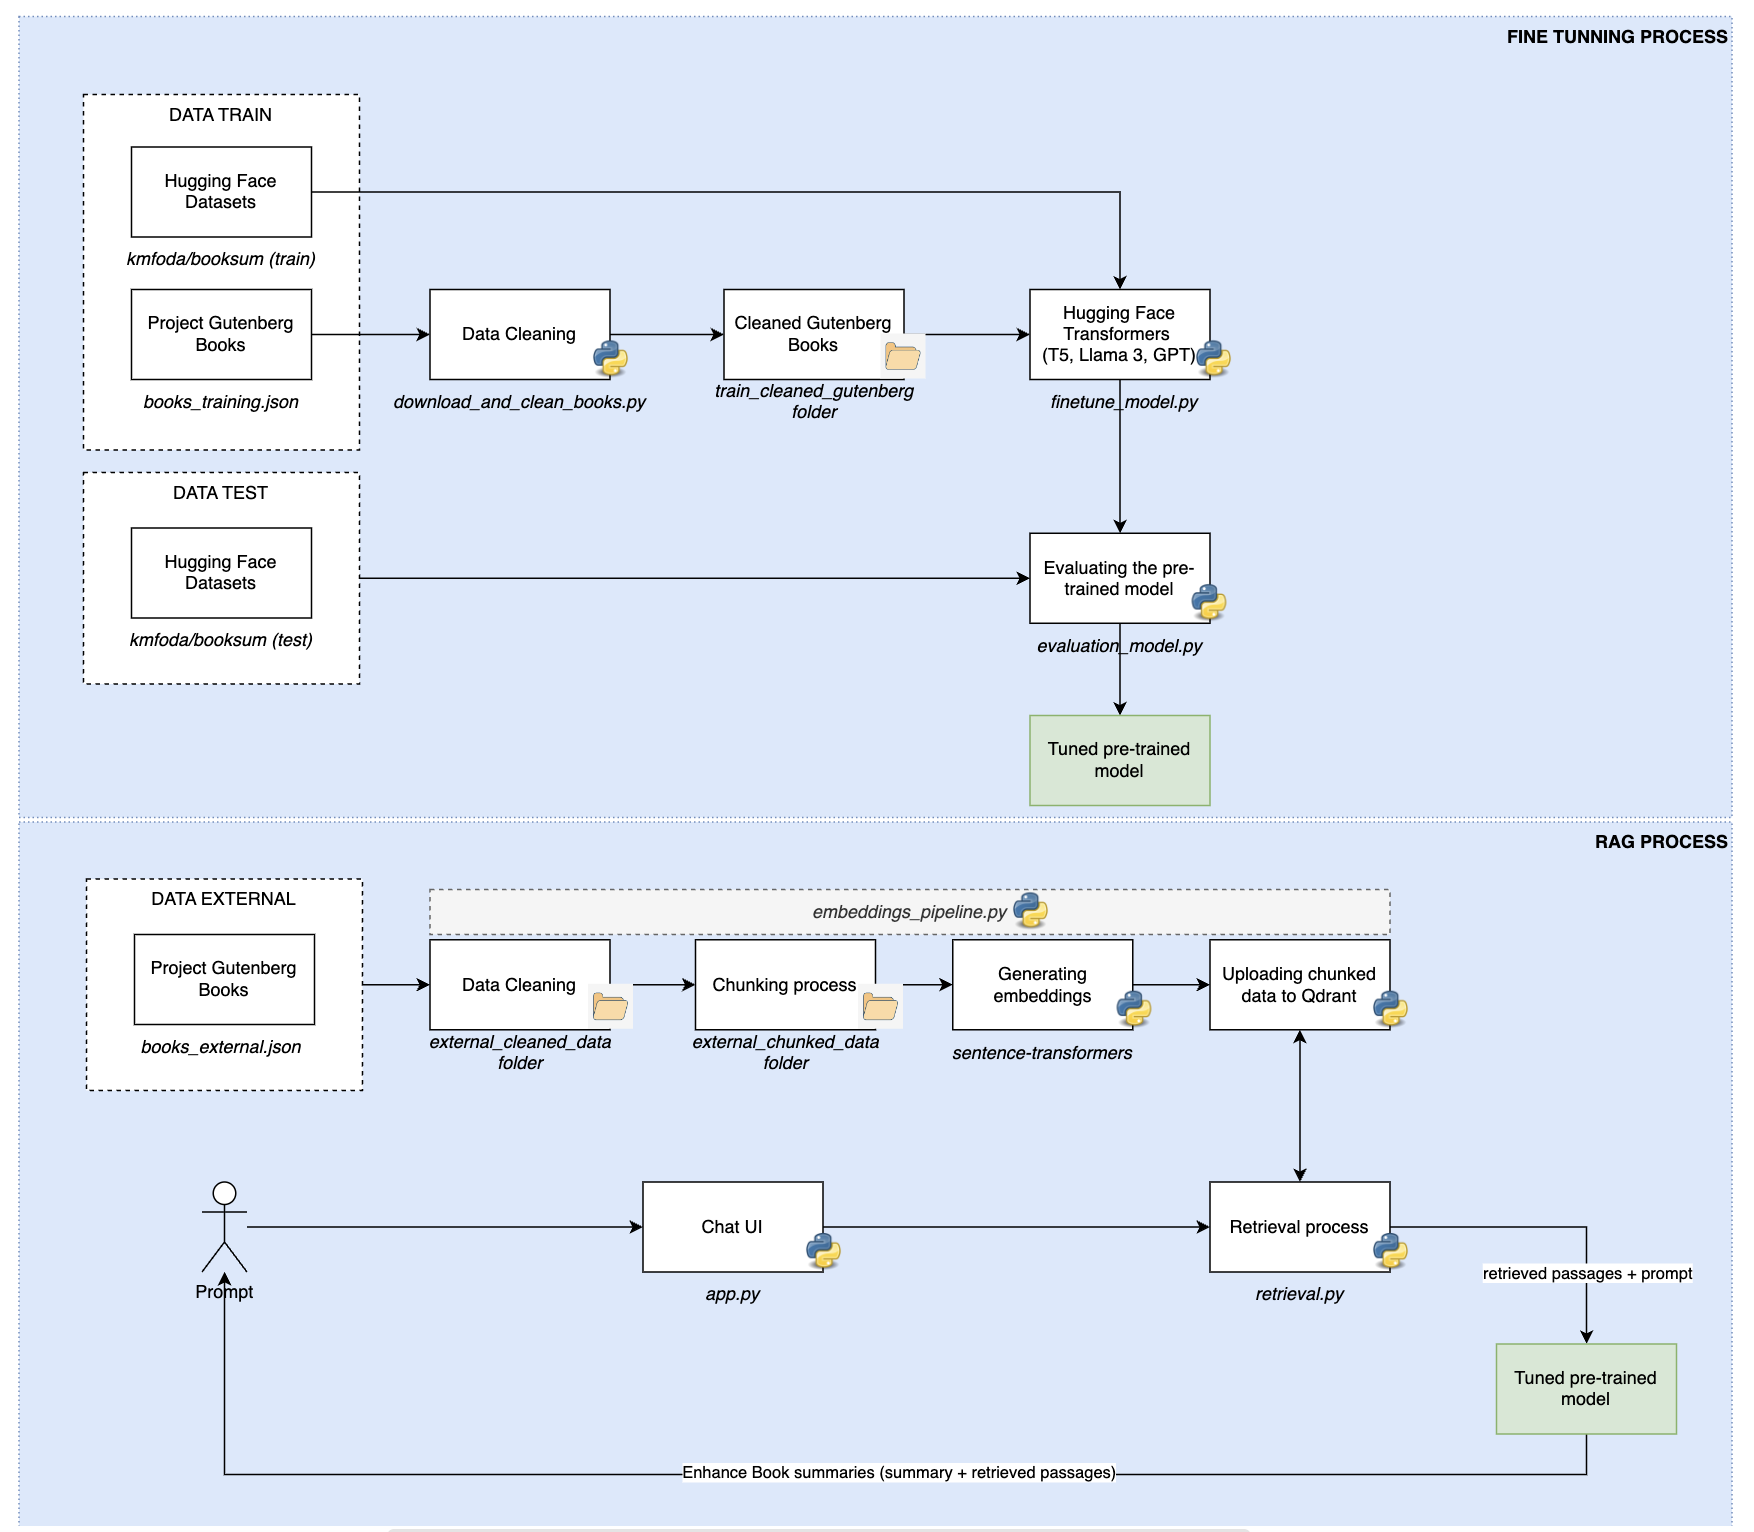 FINE TUNNING PROCESS
DATA TRAIN
Hugging Face
Datasets
kmfoda/booksum (train)
Project Gutenberg
Books
books_training.json
Data Cleaning
download_and_clean_books.py
Cleaned Gutenberg
Books
train_cleaned_gutenberg
folder
Hugging Face
Transformers
(T5, Llama 3, GPT)
finetune_model.py
DATA TEST
Hugging Face
Datasets
kmfoda/booksum (test)
Evaluating the pre-
trained model
evaluation_model.py
Tuned pre-trained
model
RAG PROCESS
DATA EXTERNAL
Project Gutenberg
Books
books_external.json
embeddings_pipeline.py
Data Cleaning
external_cleaned_data
folder
Chunking process
external_chunked_data
folder
Generating
embeddings
sentence-transformers
Uploading chunked
data to Qdrant
Prompt
Chat UI
app.py
Retrieval process
retrieval.py
retrieved passages + prompt
Tuned pre-trained
model
Enhance Book summaries (summary + retrieved passages)